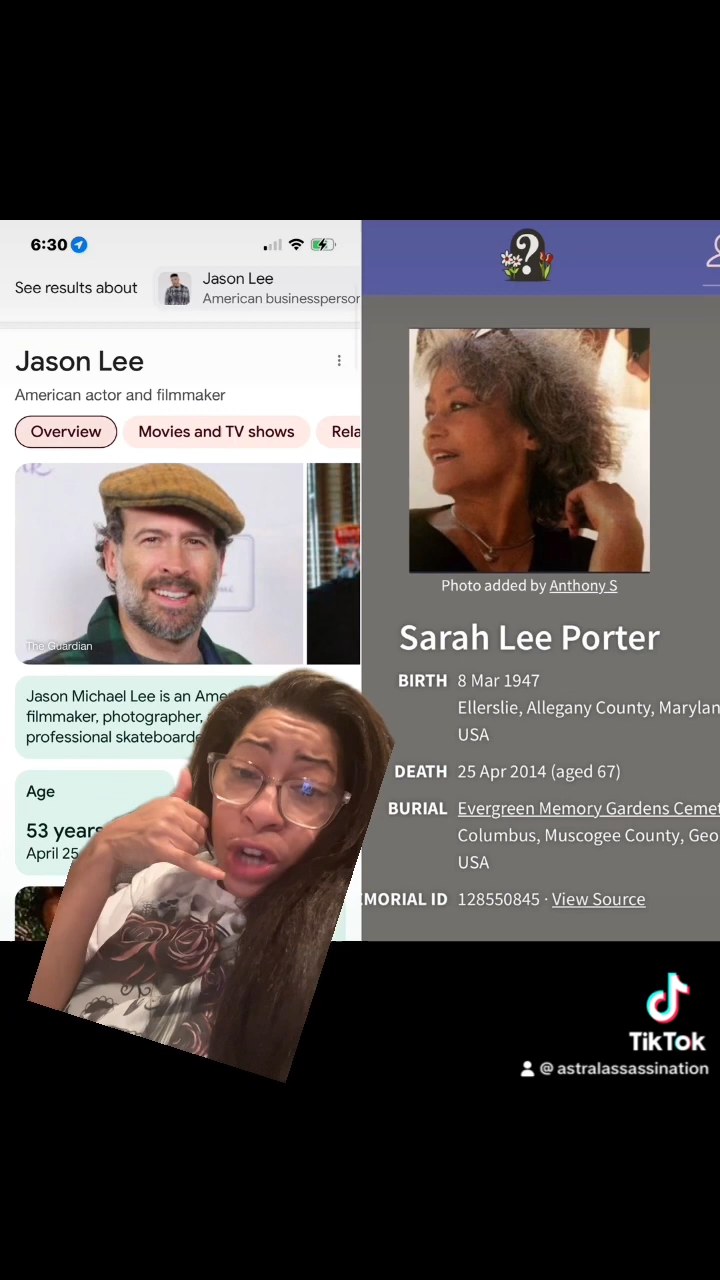 6:30
See results about
Jason Lee
American businessperson
Jason Lee
American actor and filmmaker
Overview
Movies and TV shows
Rela
The Guardian
Jason Michael Lee is an Ame
filmmaker, photographer,
professional skateboarde
Age
53 years
April 25
?
Photo added by Anthony S
Sarah Lee Porter
BIRTH 8 Mar 1947
Ellerslie, Allegany County, Marylan
USA
DEATH 25 Apr 2014 (aged 67)
BURIAL Evergreen Memory Gardens Cemet
Columbus, Muscogee County, Geo
USA
MORIAL ID 128550845 · View Source
TikTok
@ astralassassination